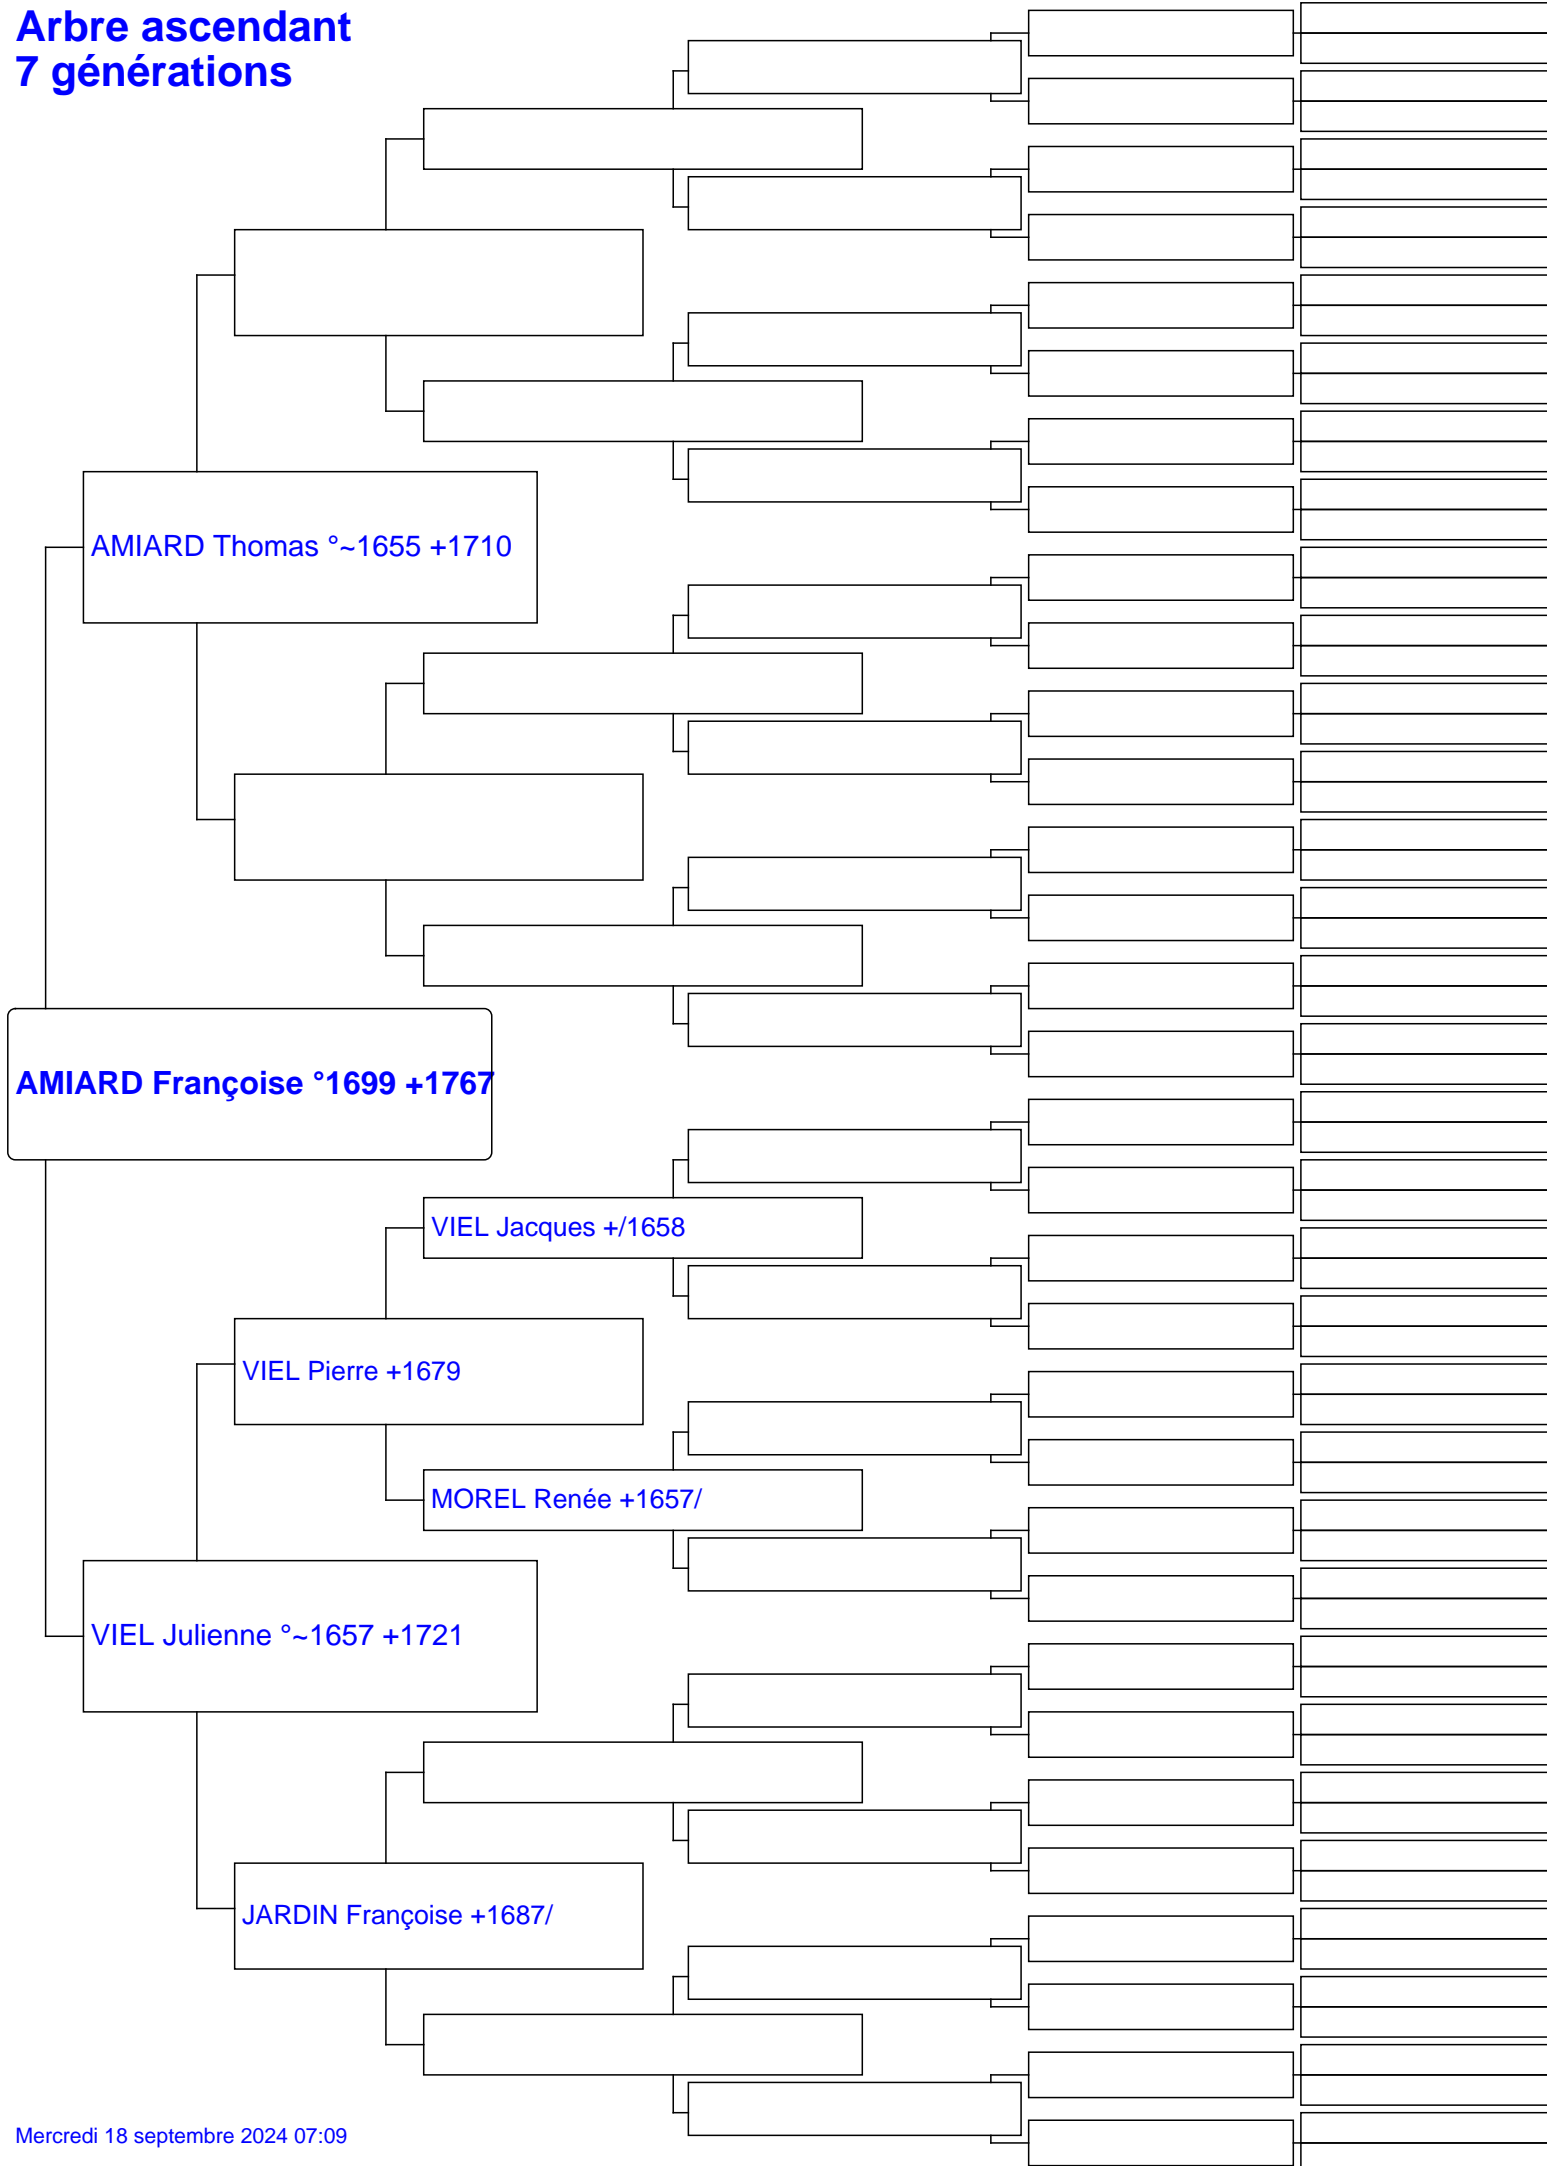 Arbre ascendant
7 générations
AMIARD Thomas °~1655 +1710
AMIARD Françoise °1699 +1767
VIEL Jacques +/1658
VIEL Pierre +1679
MOREL Renée +1657/
VIEL Julienne °~1657 +1721
JARDIN Françoise +1687/
Mercredi 18 septembre 2024 07:09